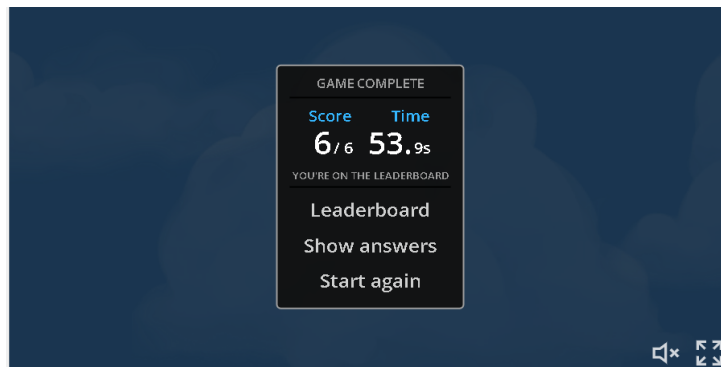 GAME COMPLETE
Score Time
6/6 53.9s
YOU'RE ON THE LEADERBOARD
Leaderboard
Show answers
Start again